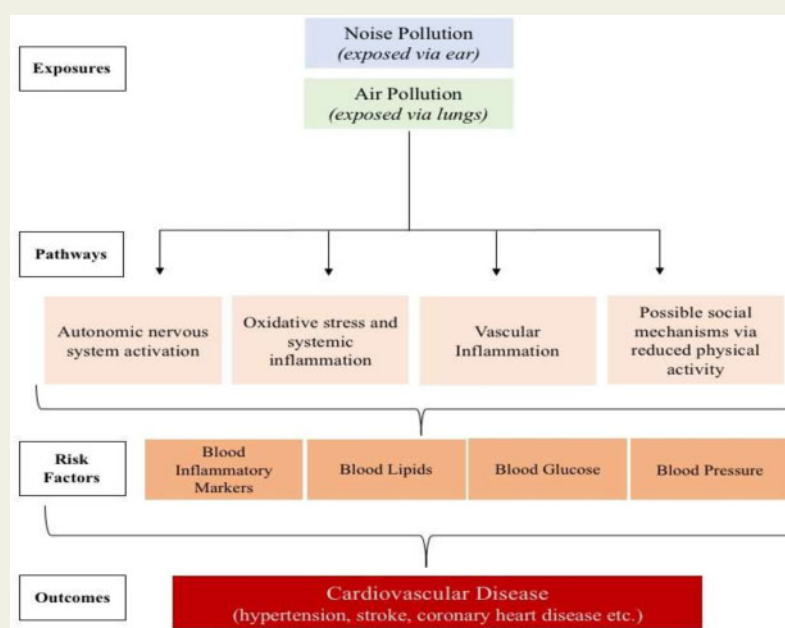 Noise Pollution
(exposed via ear)
Exposures
Air Pollution
(exposed via lungs)
Pathways
Autonomic nervous
system activation
Oxidative stress and
systemic
inflammation
Vascular
Inflammation
Possible social
mechanisms via
reduced physical
activity
Risk
Factors
Blood
Inflammatory
Markers
Blood Lipids
Blood Glucose
Blood Pressure
Outcomes
Cardiovascular Disease
(hypertension, stroke, coronary heart disease etc.)